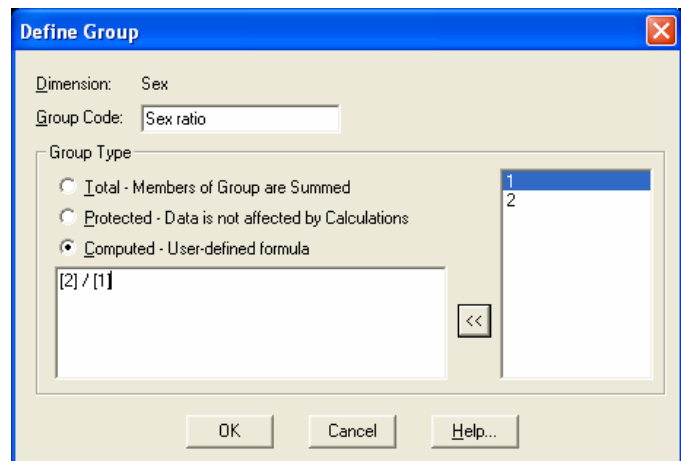 Define Group
Dimension: Sex
Group Code: Sex ratio
Group Type
Total - Members of Group are Summed
Protected - Data is not affected by Calculations
Computed - User-defined formula
[2] / [1]
<<
1
2
OK Cancel Help...